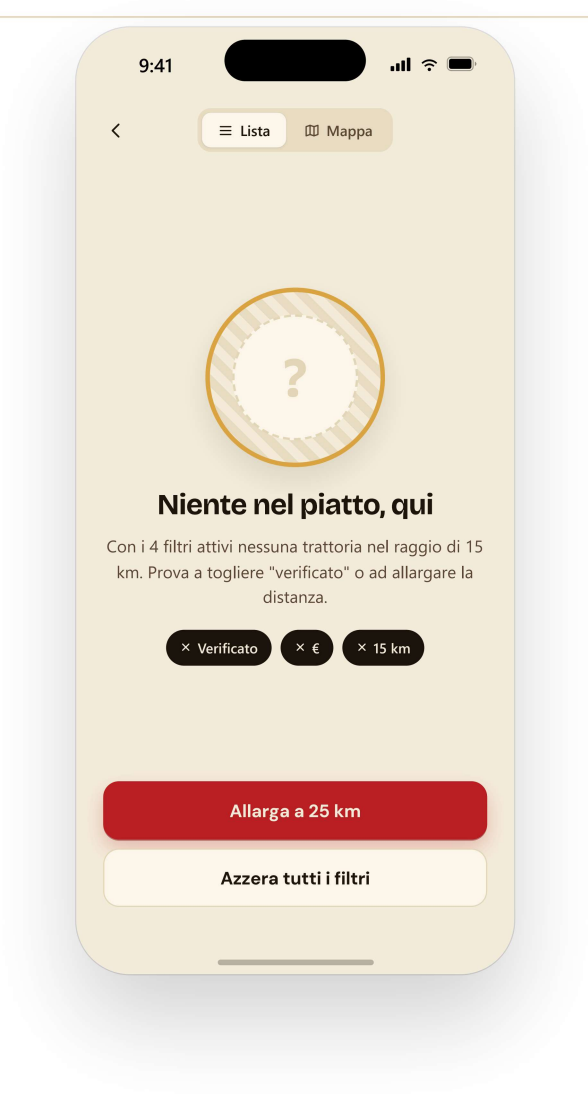 9:41
Lista
Mappa
?
Niente nel piatto, qui
Con i 4 filtri attivi nessuna trattoria nel raggio di 15
km. Prova a togliere "verificato" o ad allargare la
distanza.
× Verificato
× €
× 15 km
Allarga a 25 km
Azzera tutti i filtri